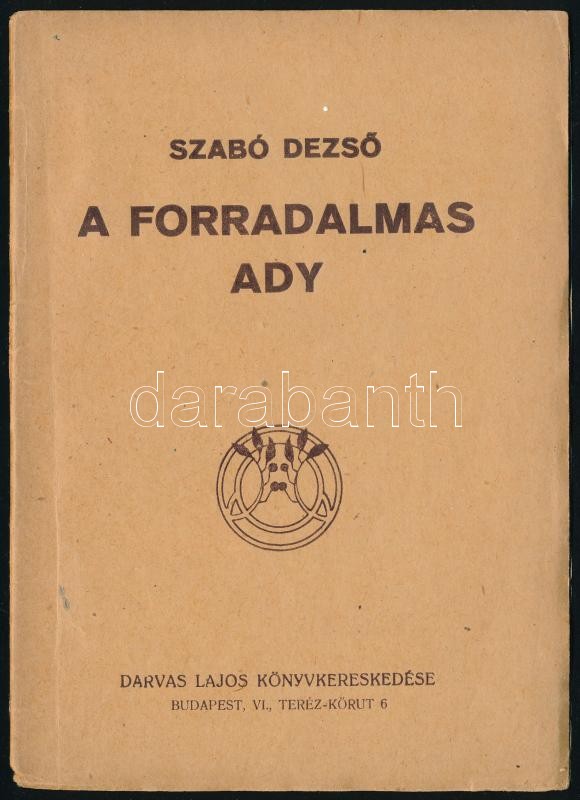 SZABÓ DEZSŐ
A FORRADALMAS
ADY
darabanth
DARVAS LAJOS KÖNYVKERESKEDÉSE
BUDAPEST, VI., TERÉZ-KÖRUT 6